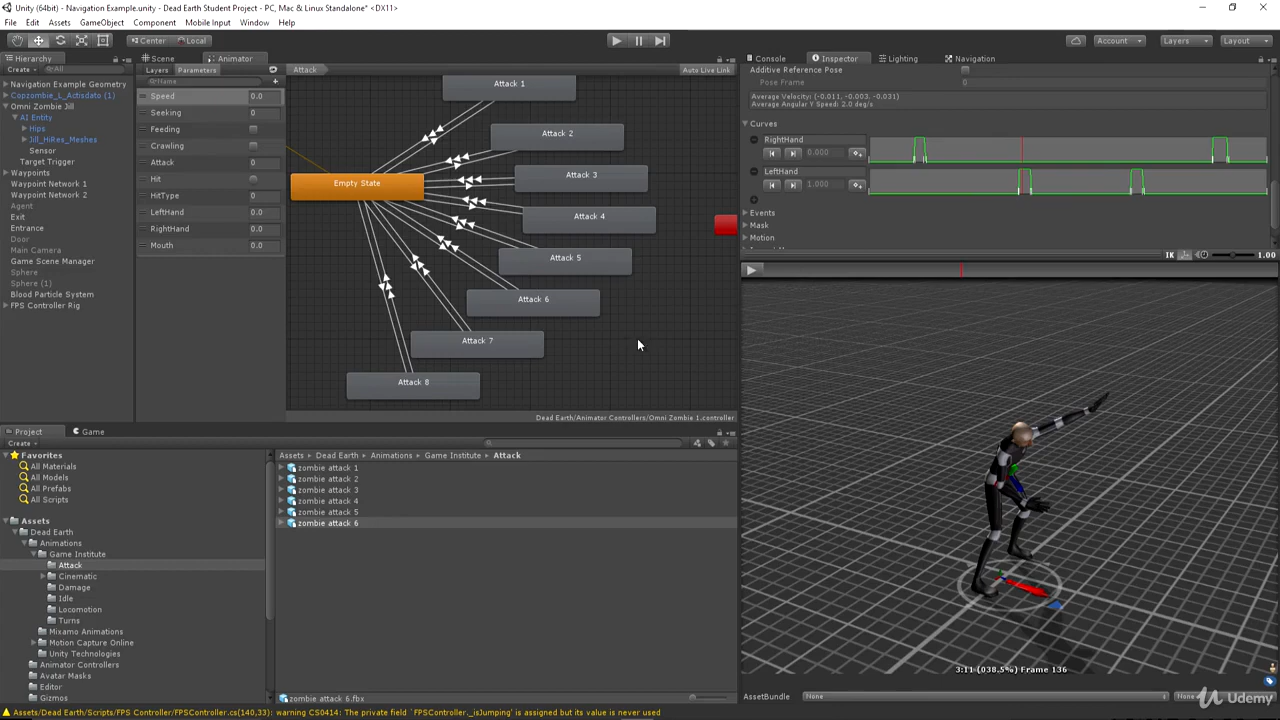 Unity (64bit) - Navigation Example.unity - Dead Earth Student Project - PC, Mac & Linux Standalone* <DX11>
File Edit Assets GameObject Component Mobile Input Window Help
Center Local Account Layers Layout
Hierarchy
Create All
Navigation Example Geometry
Copzombie_L_Actisdato (1)
Omni Zombie Jill
AI Entity
Hips
Jill_HiRes_Meshes
Sensor
Target Trigger
Waypoints
Waypoint Network 1
Waypoint Network 2
Agent
Exit
Entrance
Door
Main Camera
Game Scene Manager
Sphere
Sphere (1)
Blood Particle System
FPS Controller Rig
Scene Animator
Layers Parameters
Name
Speed 0.0
Seeking 0
Feeding
Crawling
Attack 0
Hit
HitType 0
LeftHand 0.0
RightHand 0.0
Mouth 0.0
Attack Auto Live Link
Attack 1
Attack 2
Attack 3
Empty State
Attack 4
Attack 5
Attack 6
Attack 7
Attack 8
Dead Earth/Animator Controllers/Omni Zombie 1.controller
Console Inspector Lighting Navigation
Additive Reference Pose
Pose Frame 0
Average Velocity: (-0.011, -0.003, -0.031)
Average Angular Y Speed: 2.0 deg/s
Curves
RightHand
0.000
LeftHand
1.000
Events
Mask
Motion
IK 1.00
3:11 (038.5%) Frame 136
AssetBundle None None
Project Game
Create
Favorites
All Materials
All Models
All Prefabs
All Scripts
Assets
Dead Earth
Animations
Game Institute
Attack
Cinematic
Damage
Idle
Locomotion
Turns
Mixamo Animations
Motion Capture Online
Unity Technologies
Animator Controllers
Avatar Masks
Editor
Gizmos
Assets Dead Earth Animations Game Institute Attack
zombie attack 1
zombie attack 2
zombie attack 3
zombie attack 4
zombie attack 5
zombie attack 6
zombie attack 6.fbx
Assets/Dead Earth/Scripts/FPS Controller/FPSController.cs(140,33): warning CS0414: The private field `FPSController._isJumping' is assigned but its value is never used
Udemy